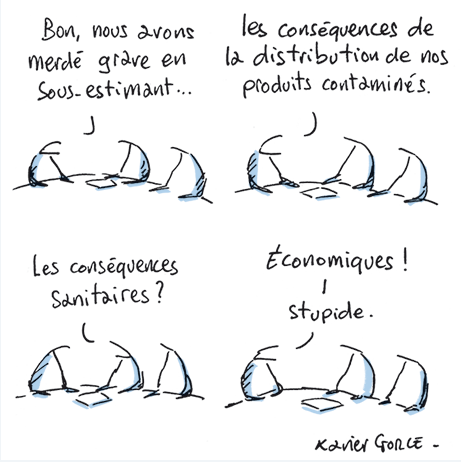 Bon, nous avons
merdé grave en
sous-estimant...
les conséquences de
la distribution de nos
produits contaminés.
Les conséquences
sanitaires ?
Économiques !
stupide.
Xavier GORCE -